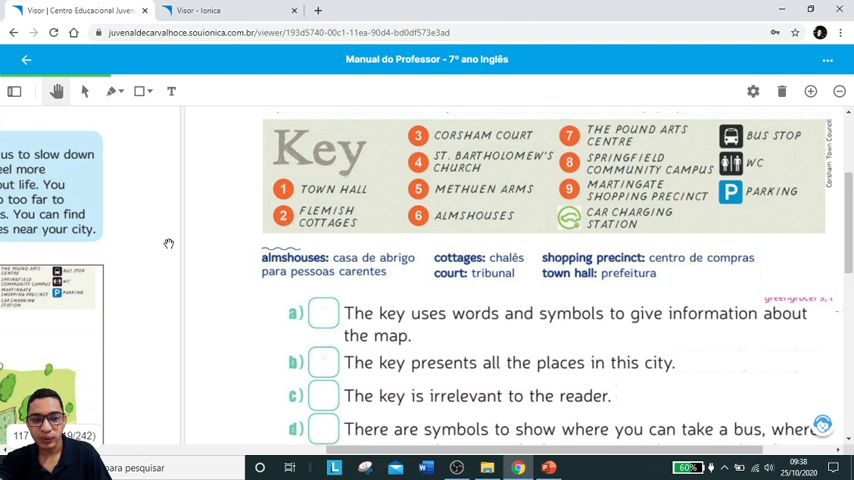 Visor | Centro Educacional Juven
Visor - Ionica
juvenaldecarvalhoce.souionica.com.br/viewer/193d5740-00c1-11ea-90d4-bd0df573e3ad
Manual do Professor - 7º ano Inglês
us to slow down
eel more
out life. You
o too far to
s. You can find
es near your city.
Key
1 TOWN HALL
2 FLEMISH
COTTAGES
3 CORSHAM COURT
4 ST. BARTHOLOMEW'S
CHURCH
5 METHUEN ARMS
6 ALMSHOUSES
7 THE POUND ARTS
CENTRE
8 SPRINGFIELD
COMMUNITY CAMPUS
9 MARTINGATE
SHOPPING PRECINCT
CAR CHARGING
STATION
BUS STOP
WC
P PARKING
Corsham Town Council
THE POUND ARTS
CENTRE
SPRINGFIELD
COMMUNITY CAMPUS
MARTINGATE
SHOPPING PRECINCT
CAR CHARGING
STATION
BUS STOP
WC
P PARKING
almshouses: casa de abrigo
para pessoas carentes
cottages: chalés
court: tribunal
shopping precinct: centro de compras
town hall: prefeitura
greengrocer's,
a) The key uses words and symbols to give information about
the map.
b) The key presents all the places in this city.
c) The key is irrelevant to the reader.
d) There are symbols to show where you can take a bus, where
117
19/242)
para pesquisar
60%
09:38
25/10/2020